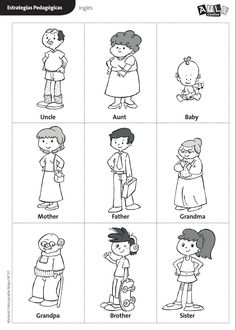 Estrategias Pedagógicas
inglés
Uncle
Aunt
Baby
Mother
Father
Grandma
Grandpa
Brother
Sister